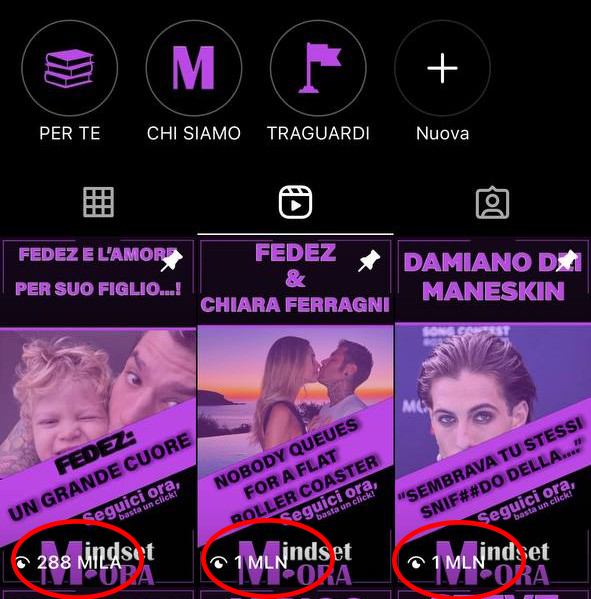 M
PER TE
CHI SIAMO
TRAGUARDI
Nuova
FEDEZ E L'AMORE
PER SUO FIGLIO...!
FEDEZ:
UN GRANDE CUORE
Seguici ora,
basta un click!
Mindset
ORA
288 MILA
FEDEZ
&
CHIARA FERRAGNI
NOBODY QUEUES
FOR A FLAT
ROLLER COASTER
Seguici ora,
basta un click!
Mindset
ORA
1 MLN
DAMIANO DEI
MANESKIN
SONG CONTEST
"SEMBRAVA TU STESSI
SNIF##DO DELLA...."
Seguici ora,
basta un click!
Mindset
ORA
1 MLN